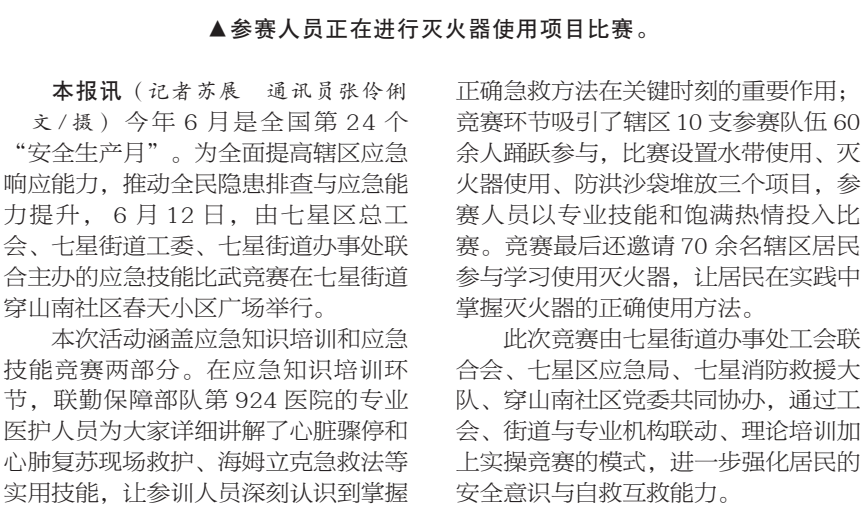 ▲参赛人员正在进行灭火器使用项目比赛。
本报讯（记者苏展 通讯员张伶俐
文/摄）今年6月是全国第24个
“安全生产月”。为全面提高辖区应急
响应能力，推动全民隐患排查与应急能
力提升，6月12日，由七星区总工
会、七星街道工委、七星街道办事处联
合主办的应急技能比武竞赛在七星街道
穿山南社区春天小区广场举行。
本次活动涵盖应急知识培训和应急
技能竞赛两部分。在应急知识培训环
节，联勤保障部队第924医院的专业
医护人员为大家详细讲解了心脏骤停和
心肺复苏现场救护、海姆立克急救法等
实用技能，让参训人员深刻认识到掌握
正确急救方法在关键时刻的重要作用；
竞赛环节吸引了辖区10支参赛队伍60
余人踊跃参与，比赛设置水带使用、灭
火器使用、防洪沙袋堆放三个项目，参
赛人员以专业技能和饱满热情投入比
赛。竞赛最后还邀请70余名辖区居民
参与学习使用灭火器，让居民在实践中
掌握灭火器的正确使用方法。
此次竞赛由七星街道办事处工会联
合会、七星区应急局、七星消防救援大
队、穿山南社区党委共同协办，通过工
会、街道与专业机构联动、理论培训加
上实操竞赛的模式，进一步强化居民的
安全意识与自救互救能力。